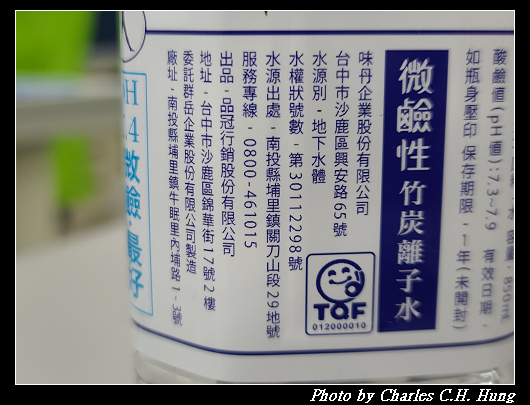 酸鹼值(pH值):7.3~7.9 有效日期,
如瓶身壓印 保存期限,1年(未開封)
微鹼性竹炭離子水
味丹企業股份有限公司
台中市沙鹿區興安路65號
水源別-地下水體
水權狀號數-第30112298號
水源出處-南投縣埔里鎮關刀山段29地號
服務專線-0800-461015
出品-品冠行銷股份有限公司
地址-台中市沙鹿區錦華街17號2樓
委託群岳企業股份有限公司製造
廠址-南投縣埔里鎮牛眠里內埔路1-3號
TQF
012000010
微鹼 最好
Photo by Charles C.H. Hung